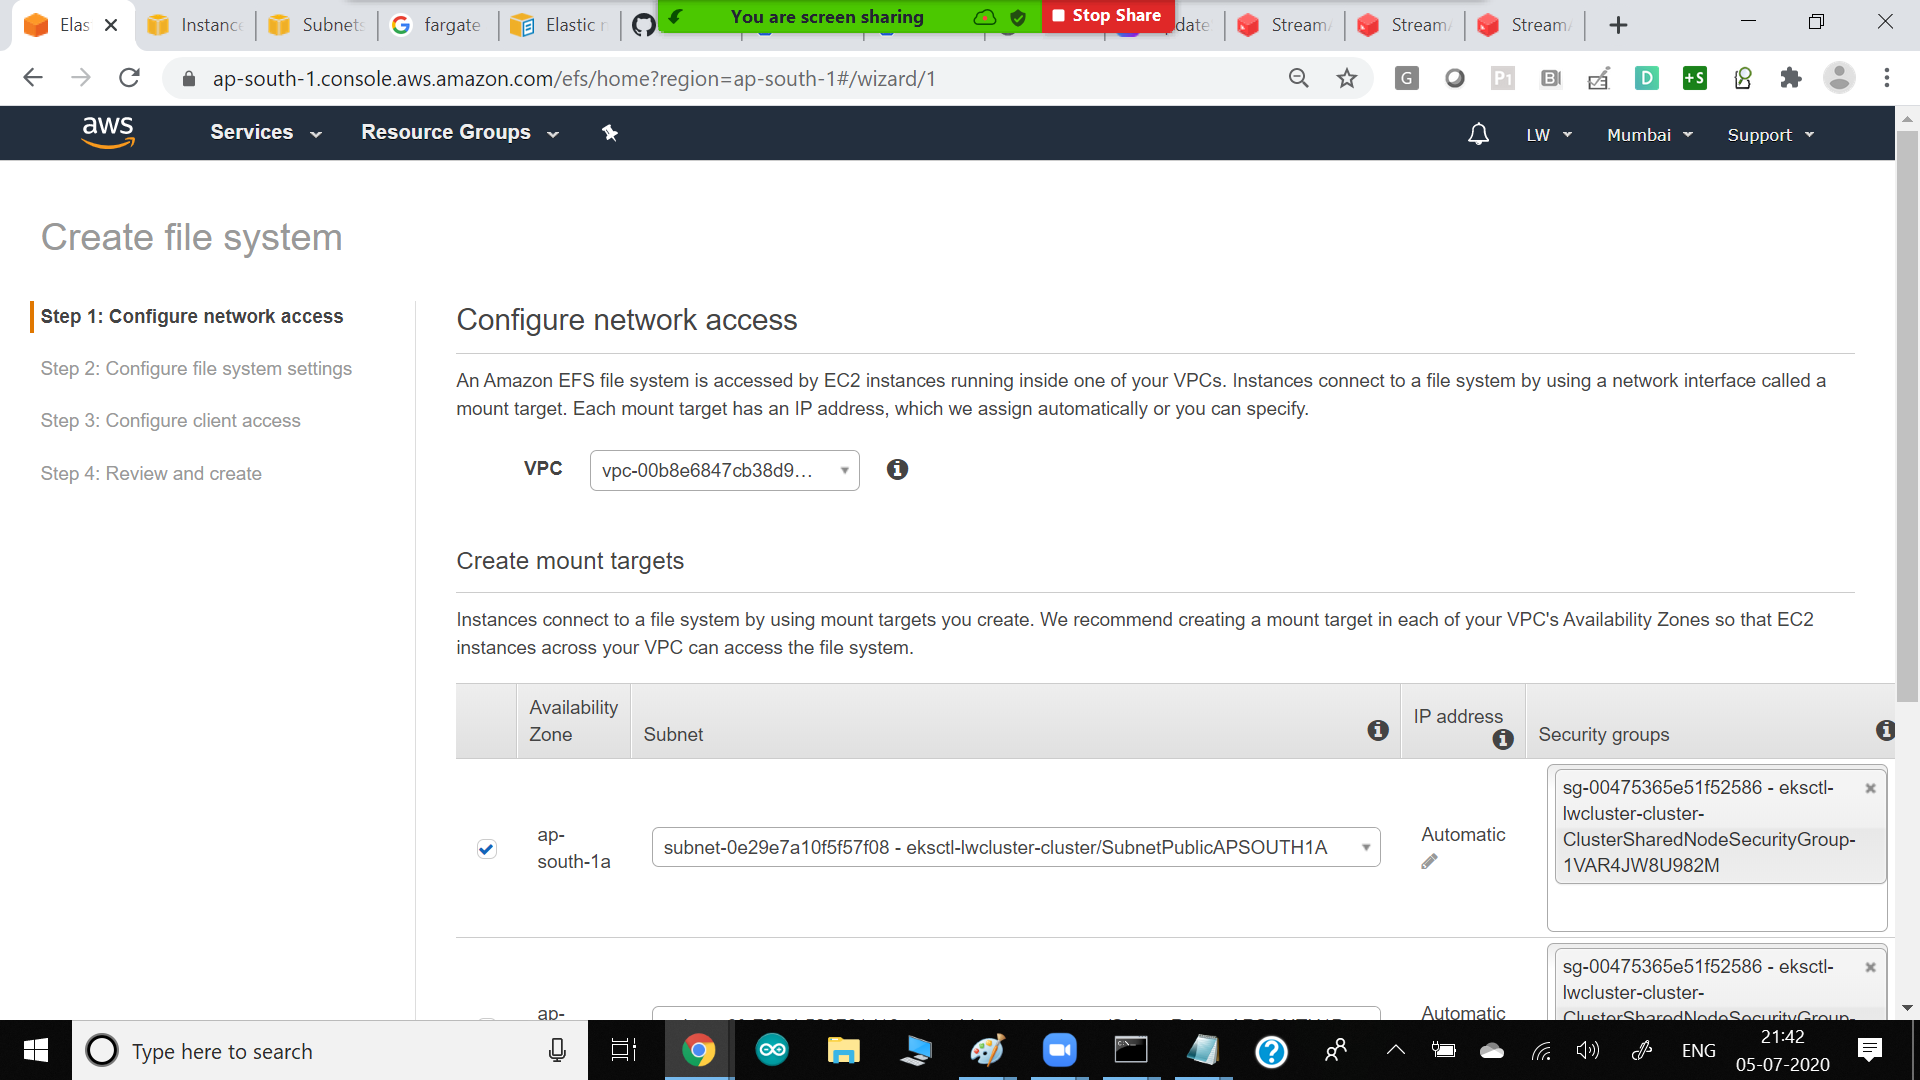 Elas
Instance
Subnets
fargate
Elastic n
You are screen sharing
Stop Share
date
StreamA
StreamA
StreamA
ap-south-1.console.aws.amazon.com/efs/home?region=ap-south-1#/wizard/1
aws
Services
Resource Groups
LW
Mumbai
Support
Create file system
Step 1: Configure network access
Step 2: Configure file system settings
Step 3: Configure client access
Step 4: Review and create
Configure network access
An Amazon EFS file system is accessed by EC2 instances running inside one of your VPCs. Instances connect to a file system by using a network interface called a
mount target. Each mount target has an IP address, which we assign automatically or you can specify.
VPC
vpc-00b8e6847cb38d9...
Create mount targets
Instances connect to a file system by using mount targets you create. We recommend creating a mount target in each of your VPC's Availability Zones so that EC2
instances across your VPC can access the file system.
Availability
Zone
Subnet
IP address
Security groups
ap-
south-1a
subnet-0e29e7a10f5f57f08 - eksctl-lwcluster-cluster/SubnetPublicAPSOUTH1A
Automatic
sg-00475365e51f52586 - eksctl-
lwcluster-cluster-
ClusterSharedNodeSecurityGroup-
1VAR4JW8U982M
ap-
Automatic
sg-00475365e51f52586 - eksctl-
lwcluster-cluster-
ClusterSharedNodeSecurityGroup-
Type here to search
ENG
21:42
05-07-2020